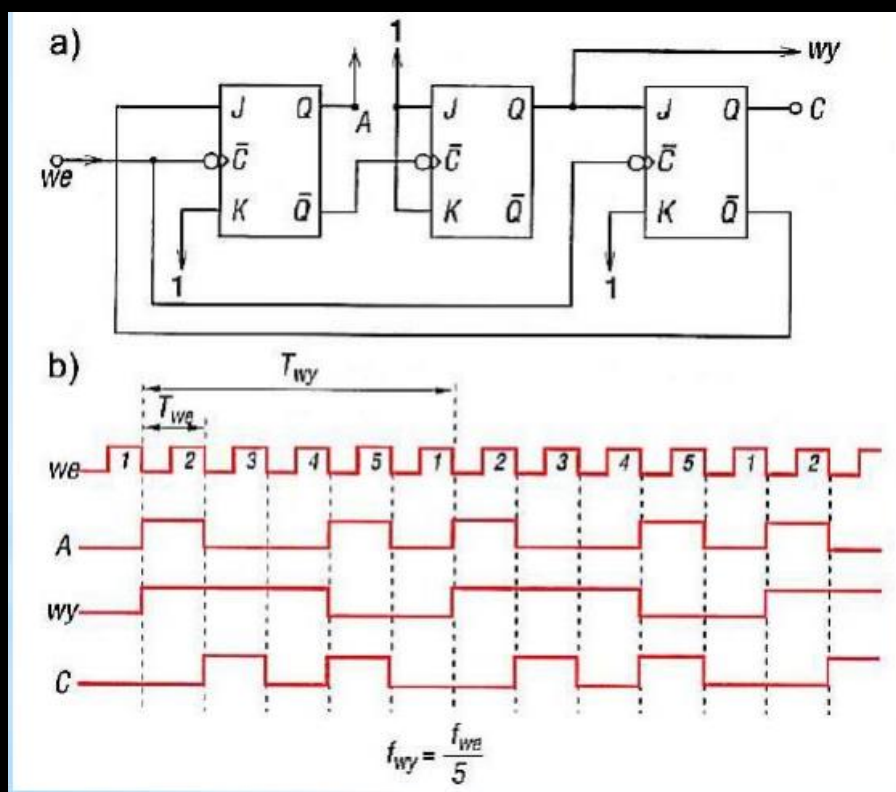 a)
1
wy
J Q
A
J Q
J Q
C
we
C̄
C̄
C̄
K Q̄
K Q̄
K Q̄
1
1
b)
T_wy
T_we
we 1 2 3 4 5 1 2 3 4 5 1 2
A
wy
C
f_wy = f_we / 5